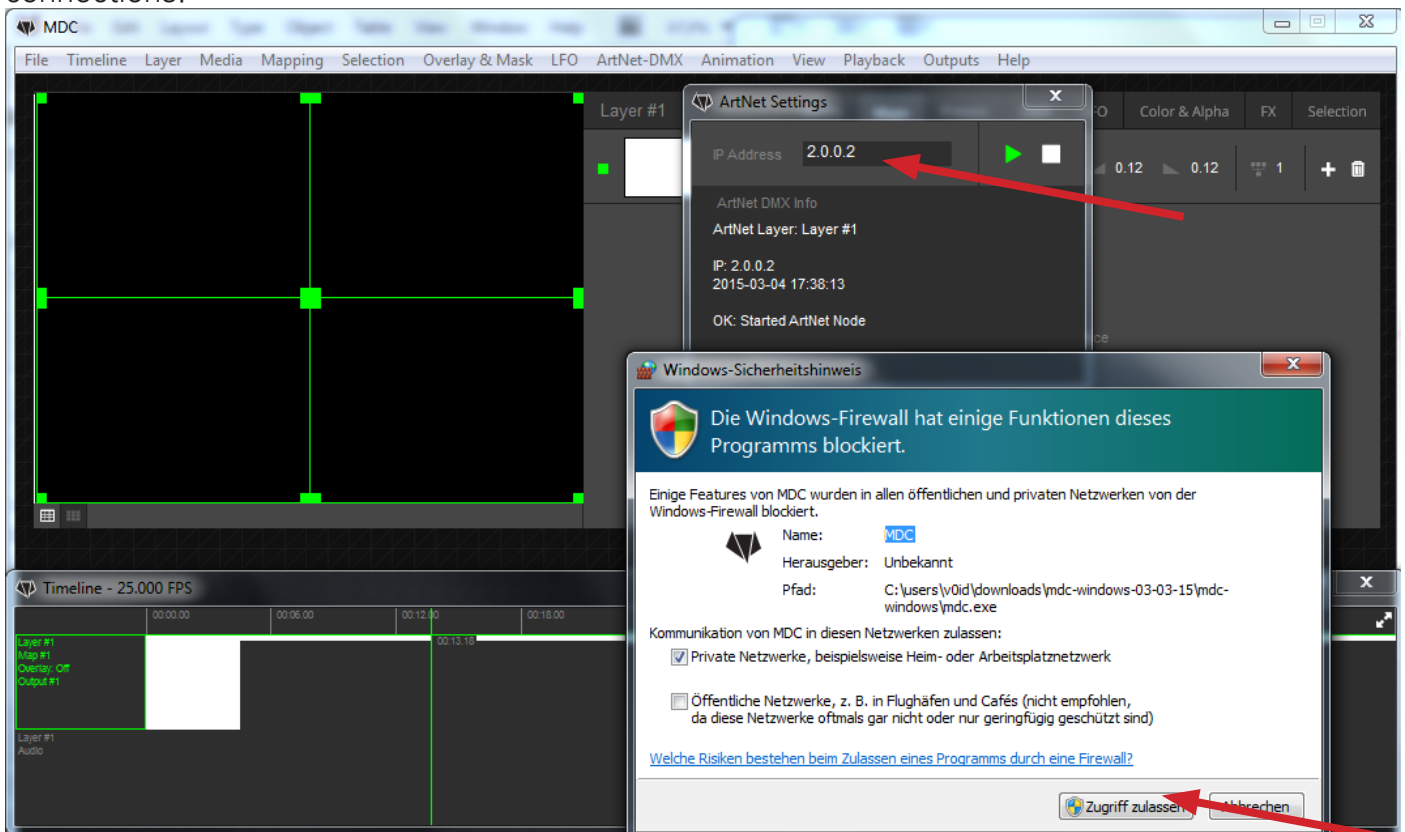 connections.
MDC
File Timeline Layer Media Mapping Selection Overlay & Mask LFO ArtNet-DMX Animation View Playback Outputs Help
Layer #1
ArtNet Settings
Color & Alpha FX Selection
IP Address 2.0.0.2
0.12 0.12 1
ArtNet DMX Info
ArtNet Layer: Layer #1
IP: 2.0.0.2
2015-03-04 17:38:13
OK: Started ArtNet Node
Windows-Sicherheitshinweis
Die Windows-Firewall hat einige Funktionen dieses
Programms blockiert.
Einige Features von MDC wurden in allen öffentlichen und privaten Netzwerken von der
Windows-Firewall blockiert.
Name: MDC
Herausgeber: Unbekannt
Pfad: C:\users\v0id\downloads\mdc-windows-03-03-15\mdc-
windows\mdc.exe
Kommunikation von MDC in diesen Netzwerken zulassen:
Private Netzwerke, beispielsweise Heim- oder Arbeitsplatznetzwerk
Öffentliche Netzwerke, z. B. in Flughäfen und Cafés (nicht empfohlen,
da diese Netzwerke oftmals gar nicht oder nur geringfügig geschützt sind)
Welche Risiken bestehen beim Zulassen eines Programms durch eine Firewall?
Zugriff zulassen Abbrechen
Timeline - 25.000 FPS
00:00.00 00:06.00 00:12.00 00:18.00
00:13.18
Layer #1
Map #1
Overlay: Off
Output #1
Layer #1
Audio